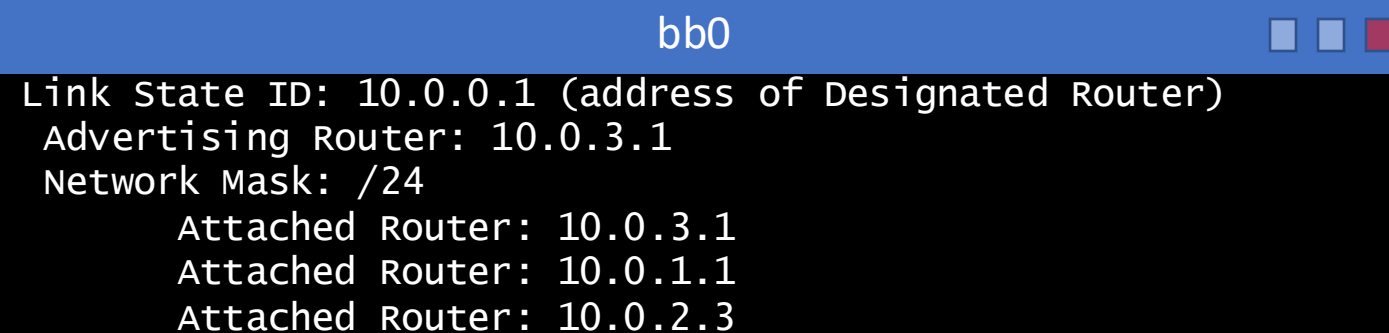 bb0
Link State ID: 10.0.0.1 (address of Designated Router)
Advertising Router: 10.0.3.1
Network Mask: /24
Attached Router: 10.0.3.1
Attached Router: 10.0.1.1
Attached Router: 10.0.2.3